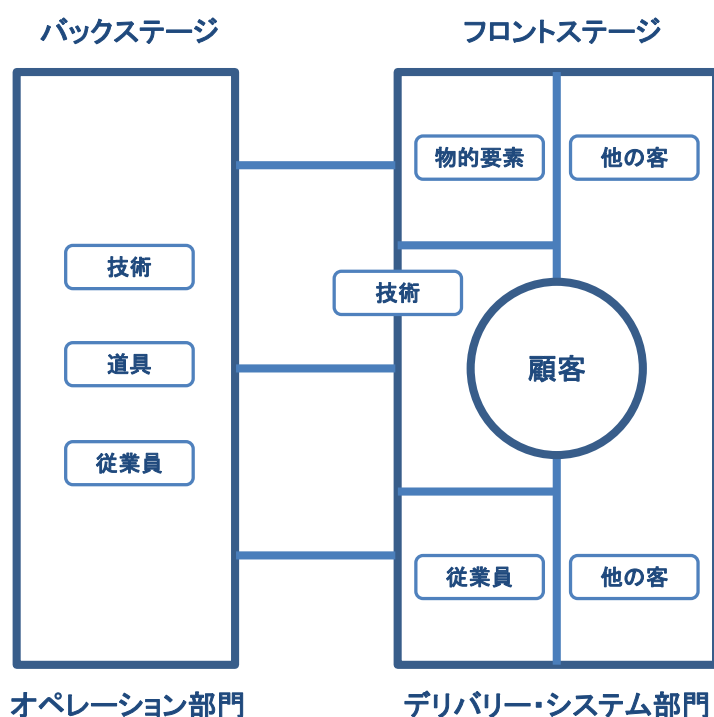 バックステージ
フロントステージ
物的要素
他の客
技術
技術
顧客
道具
従業員
従業員
他の客
オペレーション部門
デリバリー・システム部門